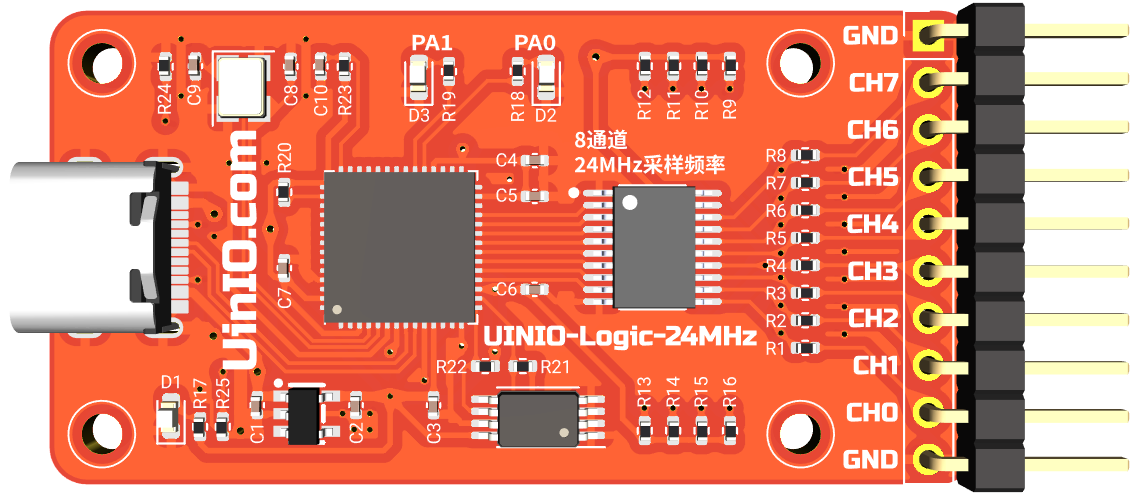 PA1
PA0
GND
R24
C9
C8
C10
R23
D3
R19
R18
D2
R12
R11
R10
R9
CH7
8通道
24MHz采样频率
CH6
R20
C4
C5
R8
R7
R6
R5
R4
R3
R2
R1
CH5
CH4
CH3
CH2
CH1
CH0
GND
UinIO.com
C7
C6
UINIO-Logic-24MHz
R22
R21
D1
R17
R25
C1
C2
C3
R13
R14
R15
R16